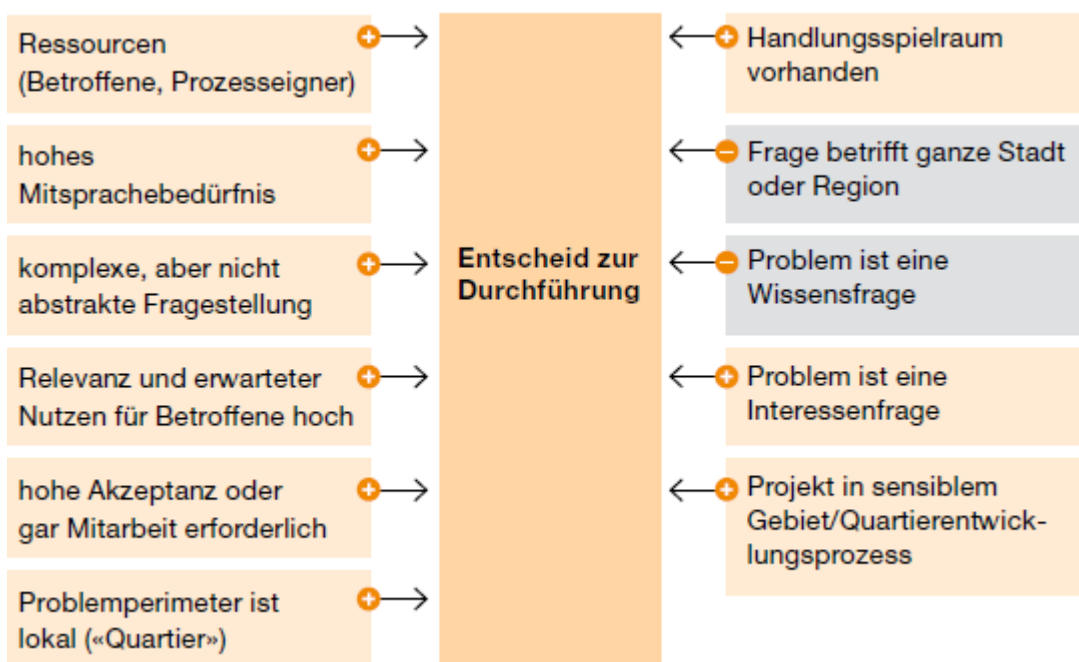 Ressourcen
(Betroffene, Prozesseigner)
hohes
Mitsprachebedürfnis
komplexe, aber nicht
abstrakte Fragestellung
Relevanz und erwarteter
Nutzen für Betroffene hoch
hohe Akzeptanz oder
gar Mitarbeit erforderlich
Problemperimeter ist
lokal («Quartier»)
Entscheid zur
Durchführung
Handlungsspielraum
vorhanden
Frage betrifft ganze Stadt
oder Region
Problem ist eine
Wissensfrage
Problem ist eine
Interessenfrage
Projekt in sensiblem
Gebiet/Quartierentwick-
lungsprozess